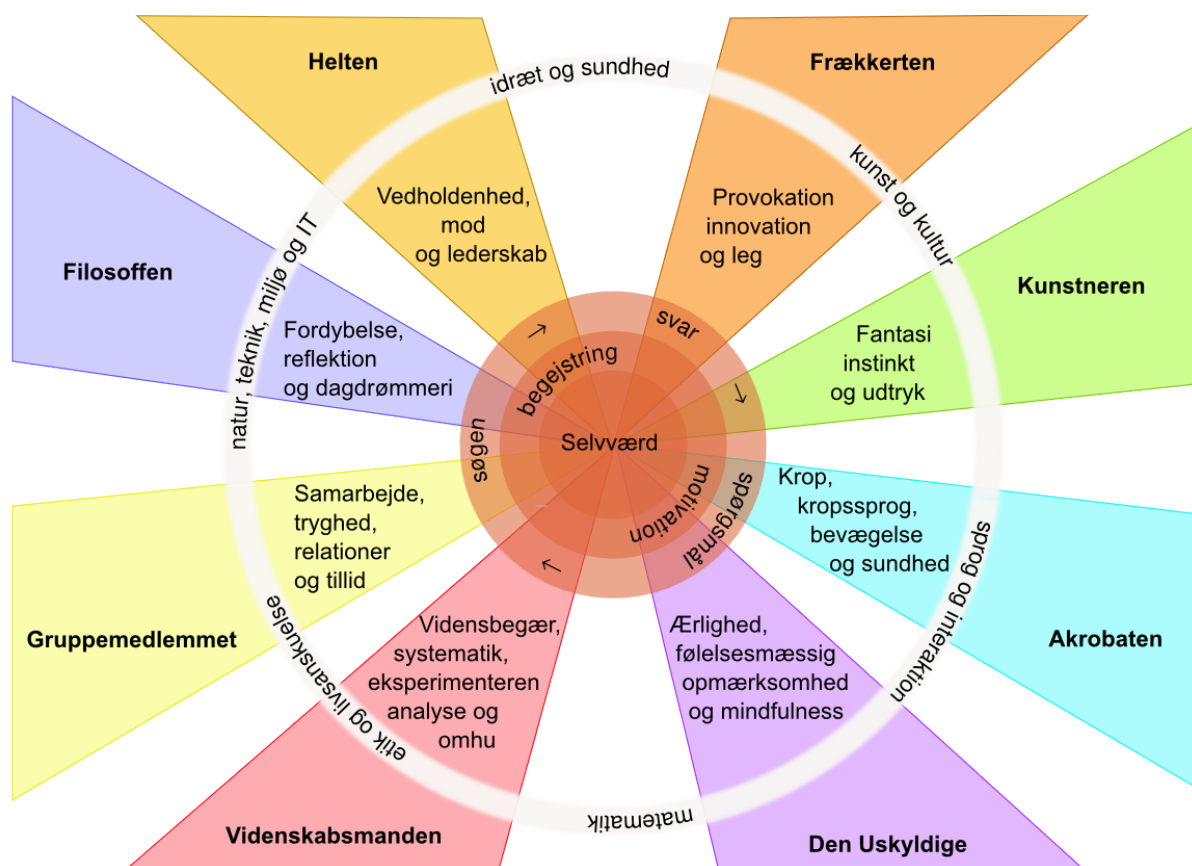 Helten
Frækkerten
idræt og sundhed
kunst og kultur
Vedholdenhed,
mod
og lederskab
Provokation
innovation
og leg
Filosoffen
natur, teknik, miljø og IT
Fordybelse,
reflektion
og dagdrømmeri
Kunstneren
Fantasi
instinkt
og udtryk
→
svar
begejstring
→
søgen
Selvværd
motivation
spørgsmål
→
Samarbejde,
tryghed,
relationer
og tillid
Gruppemedlemmet
Krop,
kropssprog,
bevægelse
og sundhed
sprog og interaktion
Akrobaten
etik og livsanskuelse
Vidensbegær,
systematik,
eksperimenteren
analyse og
omhu
Ærlighed,
følelsesmæssig
opmærksomhed
og mindfulness
matematik
Videnskabsmanden
Den Uskyldige